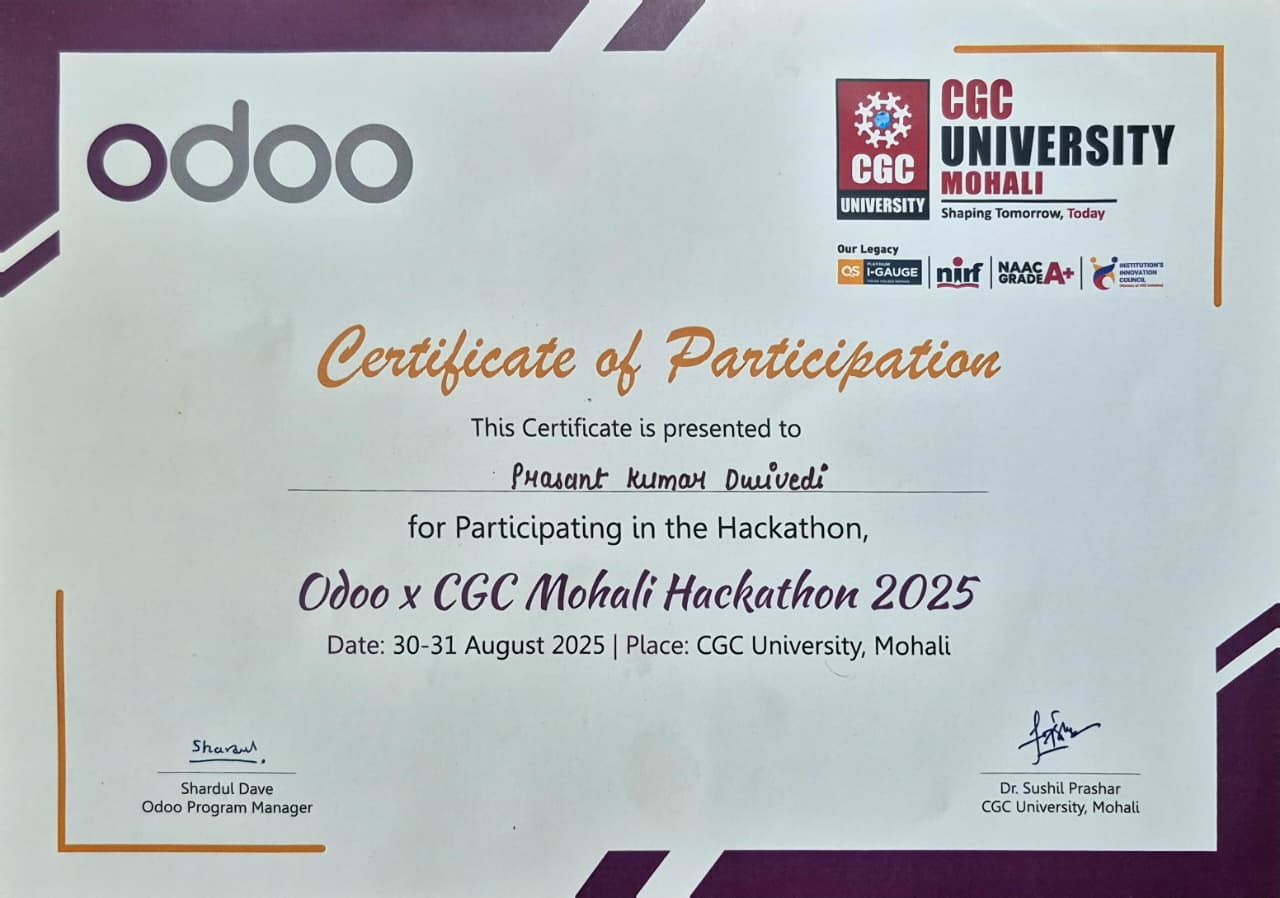 odoo
CGC
UNIVERSITY
CGC
UNIVERSITY
MOHALI
Shaping Tomorrow, Today
Our Legacy
QS I-GAUGE
nirf
NAAC
GRADE A+
INSTITUTION'S
INNOVATION
COUNCIL
Certificate of Participation
This Certificate is presented to
Prasant Kumar Dwivedi
for Participating in the Hackathon,
Odoo x CGC Mohali Hackathon 2025
Date: 30-31 August 2025 | Place: CGC University, Mohali
Shardul Dave
Odoo Program Manager
Dr. Sushil Prashar
CGC University, Mohali